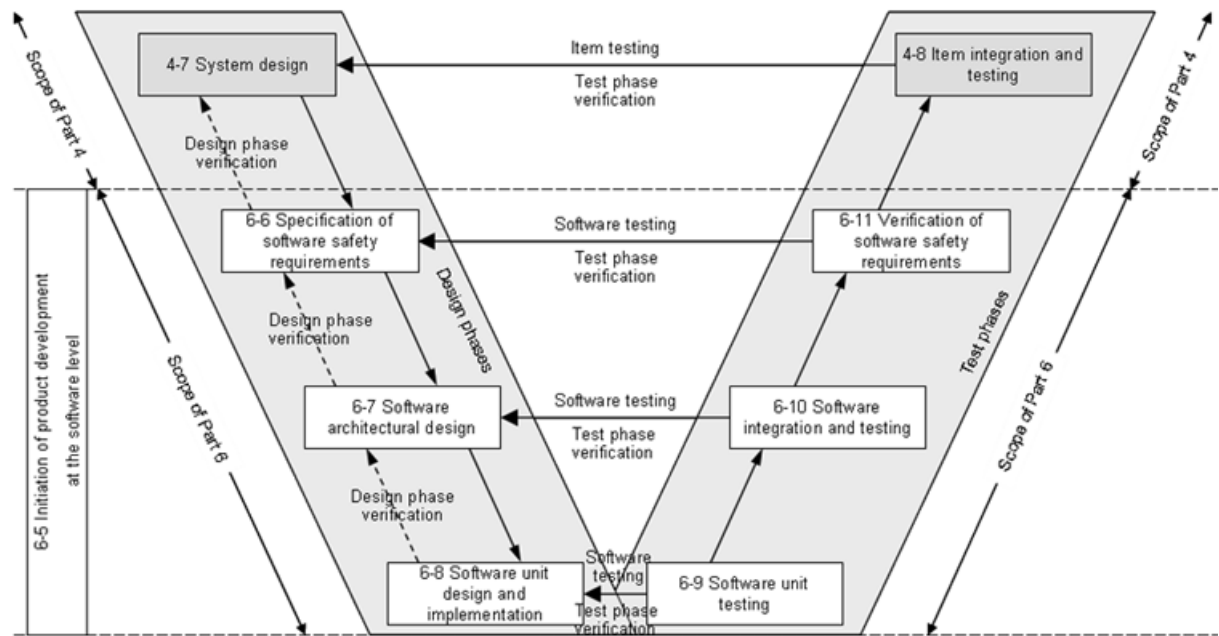 Scope of Part 4
4-7 System design
Item testing
Test phase
verification
4-8 Item integration and
testing
Scope of Part 4
Design phase
verification
6-5 Initiation of product development
at the software level
6-6 Specification of
software safety
requirements
Software testing
Test phase
verification
6-11 Verification of
software safety
requirements
Design phases
Test phases
Design phase
verification
Scope of Part 6
6-7 Software
architectural design
Software testing
Test phase
verification
6-10 Software
integration and testing
Scope of Part 6
Design phase
verification
6-8 Software unit
design and
implementation
Software
testing
Test phase
verification
6-9 Software unit
testing